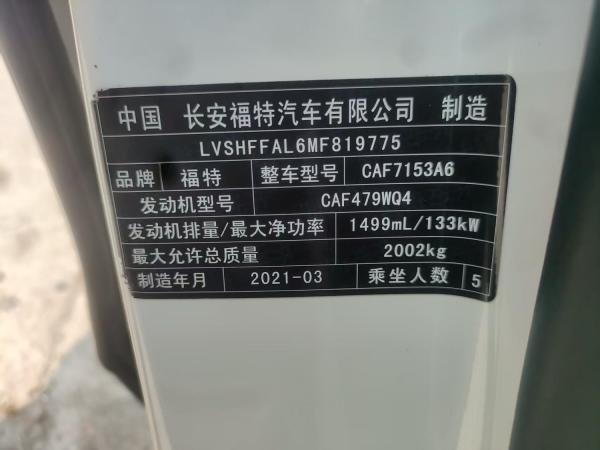 中国 长安福特汽车有限公司 制造
LVSHFFAL6MF819775
品牌 福特 整车型号 CAF7153A6
发动机型号 CAF479WQ4
发动机排量/最大净功率 1499mL/133kW
最大允许总质量 2002kg
制造年月 2021-03 乘坐人数 5